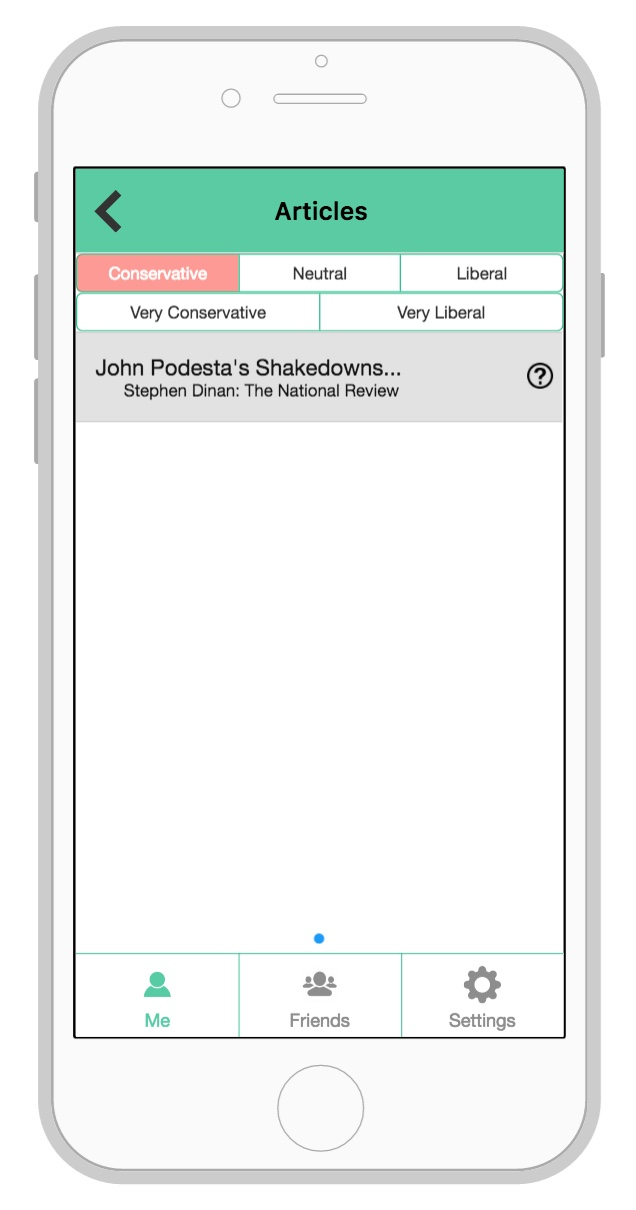 Articles
Conservative Neutral Liberal
Very Conservative Very Liberal
John Podesta's Shakedowns...
Stephen Dinan: The National Review
Me Friends Settings